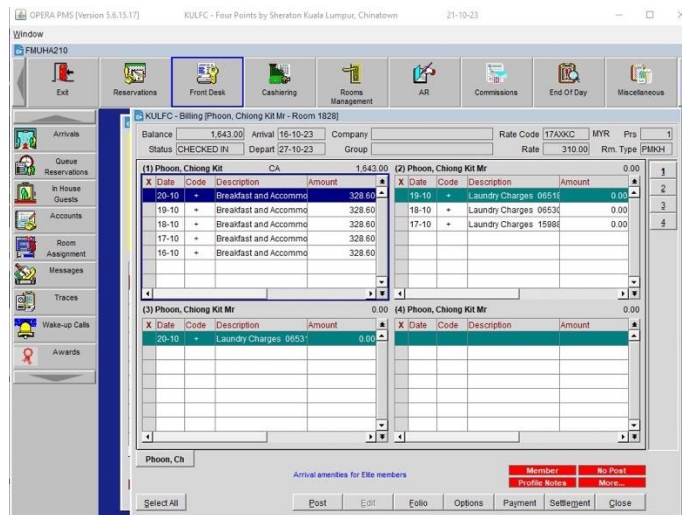 OPERA PMS [Version 5.6.15.17]   KULFC - Four Points by Sheraton Kuala Lumpur, Chinatown   21-10-23
Window
FMUHA210
Exit   Reservations   Front Desk   Cashiering   Rooms Management   AR   Commissions   End Of Day   Miscellaneous
Arrivals
Queue Reservations
In House Guests
Accounts
Room Assignment
Messages
Traces
Wake-up Calls
Awards
KULFC - Billing [Phoon, Chiong Kit Mr - Room 1828]
Balance 1,643.00 Arrival 16-10-23 Company Rate Code 17AXKC MYR Prs 1
Status CHECKED IN Depart 27-10-23 Group Rate 310.00 Rm. Type PMKH
(1) Phoon, Chiong Kit CA 1,643.00
X Date Code Description Amount
20-10 + Breakfast and Accommo 328.60
19-10 + Breakfast and Accommo 328.60
18-10 + Breakfast and Accommo 328.60
17-10 + Breakfast and Accommo 328.60
16-10 + Breakfast and Accommo 328.60
(2) Phoon, Chiong Kit Mr 0.00
X Date Code Description Amount
19-10 + Laundry Charges 06518 0.00
18-10 + Laundry Charges 06530 0.00
17-10 + Laundry Charges 15988 0.00
1
2
3
4
(3) Phoon, Chiong Kit Mr 0.00
X Date Code Description Amount
20-10 + Laundry Charges 06531 0.00
(4) Phoon, Chiong Kit Mr 0.00
X Date Code Description Amount
Phoon, Ch
Arrival amenities for Elite members
Member No Post
Profile Notes More...
Select All Post Edit Folio Options Payment Settlement Close